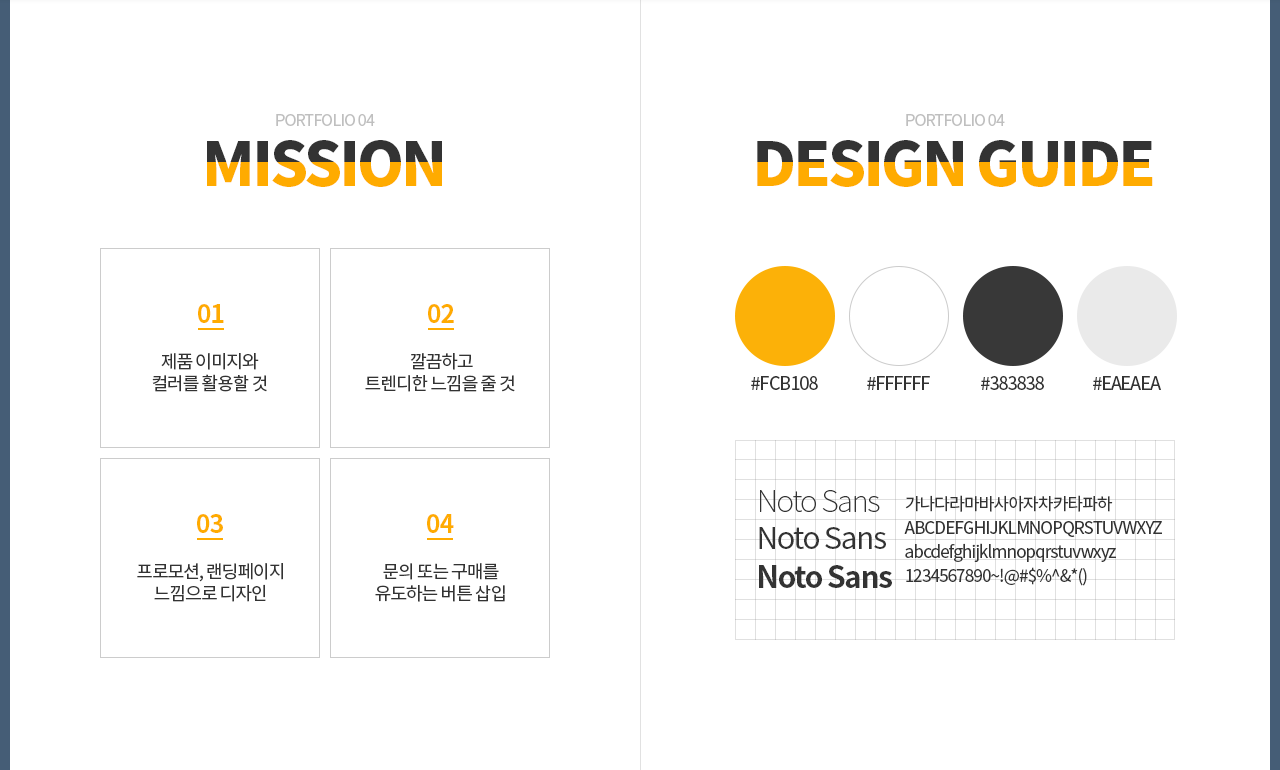 PORTFOLIO 04
MISSION
01
제품 이미지와
컬러를 활용할 것
02
깔끔하고
트렌디한 느낌을 줄 것
03
프로모션, 랜딩페이지
느낌으로 디자인
04
문의 또는 구매를
유도하는 버튼 삽입
PORTFOLIO 04
DESIGN GUIDE
#FCB108
#FFFFFF
#383838
#EAEAEA
Noto Sans
Noto Sans
Noto Sans
가나다라마바사아자차카타파하
ABCDEFGHIJKLMNOPQRSTUVWXYZ
abcdefghijklmnopqrstuvwxyz
1234567890~!@#$%^&*()